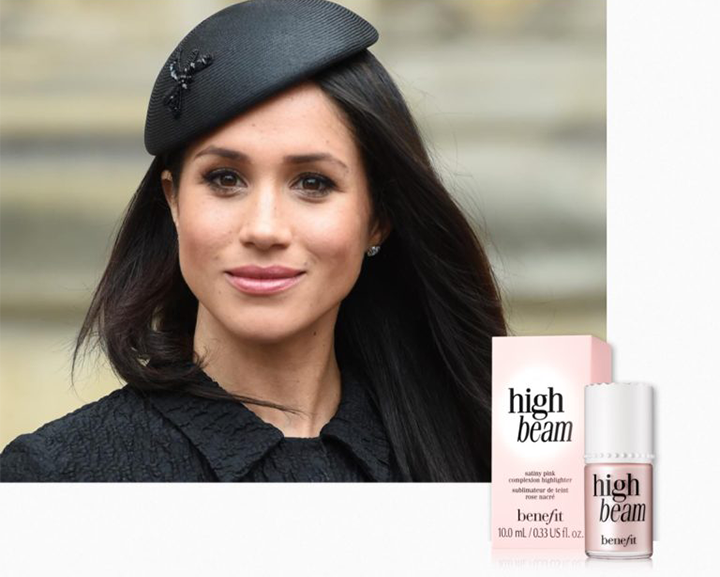 high
beam
satiny pink
complexion highlighter
sublimateur de teint
rose nacré
benefit
10.0 mL / 0.33 US fl. oz.
high
beam
benefit